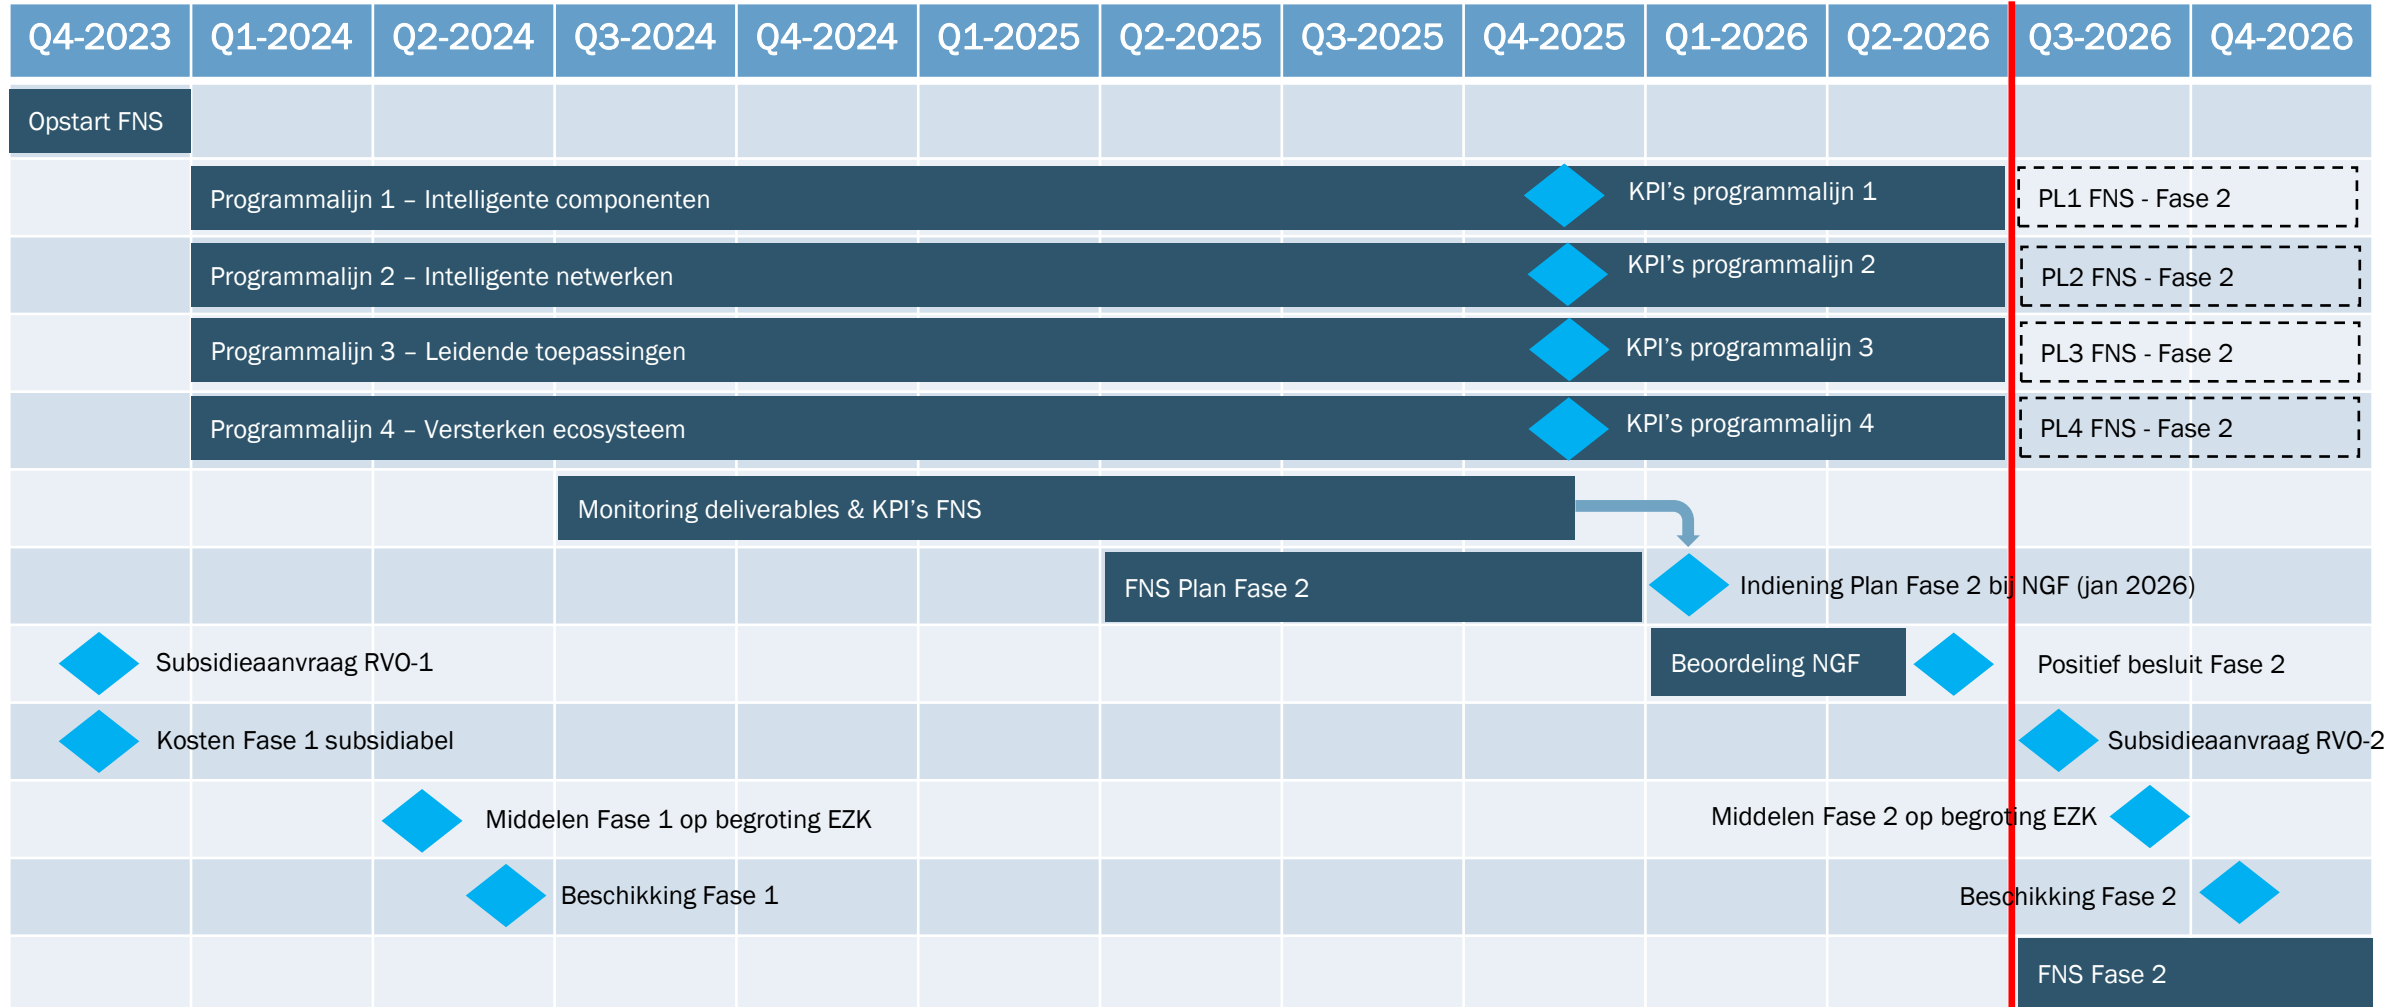 Q4-2023 Q1-2024 Q2-2024 Q3-2024 Q4-2024 Q1-2025 Q2-2025 Q3-2025 Q4-2025 Q1-2026 Q2-2026 Q3-2026 Q4-2026
Opstart FNS
Programmalijn 1 – Intelligente componenten KPI’s programmalijn 1 PL1 FNS - Fase 2
Programmalijn 2 – Intelligente netwerken KPI’s programmalijn 2 PL2 FNS - Fase 2
Programmalijn 3 – Leidende toepassingen KPI’s programmalijn 3 PL3 FNS - Fase 2
Programmalijn 4 – Versterken ecosysteem KPI’s programmalijn 4 PL4 FNS - Fase 2
Monitoring deliverables & KPI’s FNS
FNS Plan Fase 2 Indiening Plan Fase 2 bij NGF (jan 2026)
Subsidieaanvraag RVO-1 Beoordeling NGF Positief besluit Fase 2
Kosten Fase 1 subsidiabel Subsidieaanvraag RVO-2
Middelen Fase 1 op begroting EZK Middelen Fase 2 op begroting EZK
Beschikking Fase 1 Beschikking Fase 2
FNS Fase 2